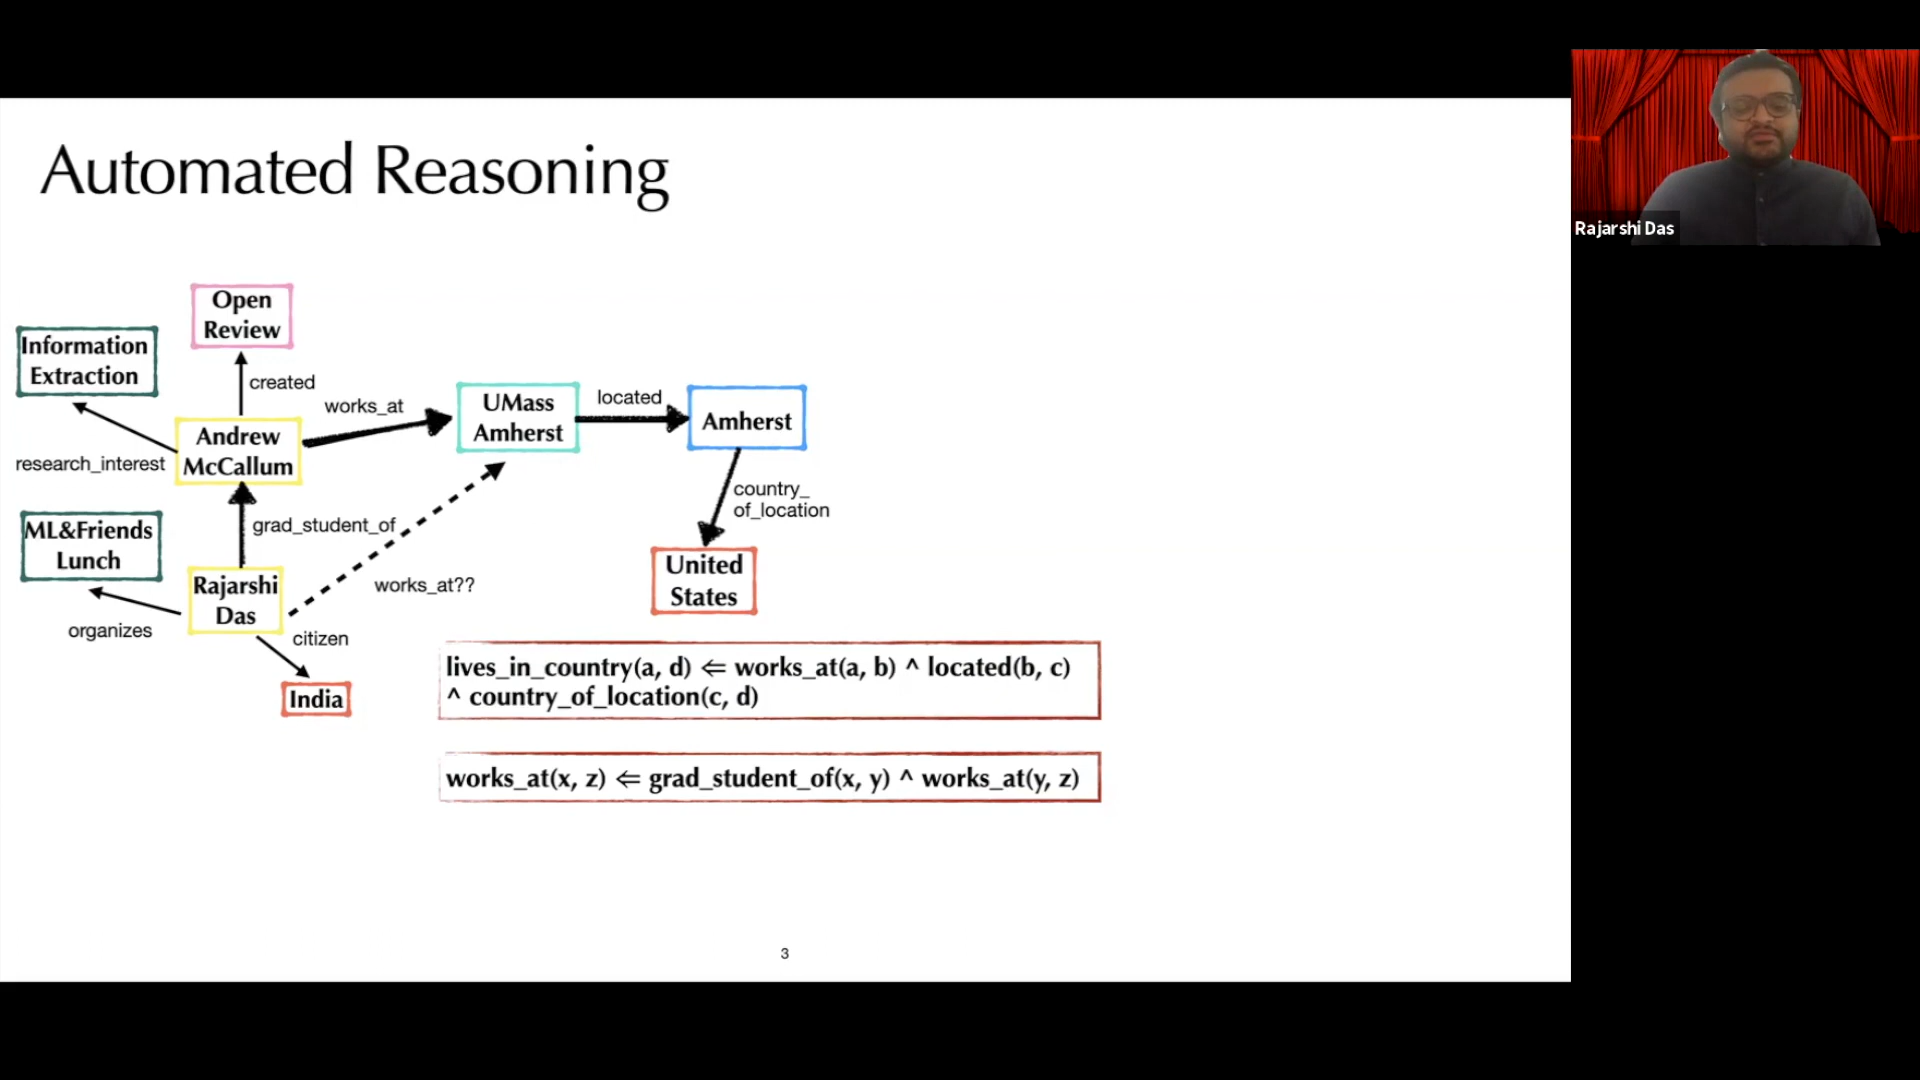 Automated Reasoning
Open
Review
Information
Extraction
created
works_at
UMass
Amherst
located
Amherst
Andrew
McCallum
research_interest
country_
of_location
ML&Friends
Lunch
grad_student_of
United
States
Rajarshi
Das
works_at??
organizes
citizen
India
lives_in_country(a, d) ⇐ works_at(a, b) ^ located(b, c)
^ country_of_location(c, d)
works_at(x, z) ⇐ grad_student_of(x, y) ^ works_at(y, z)
3
Rajarshi Das